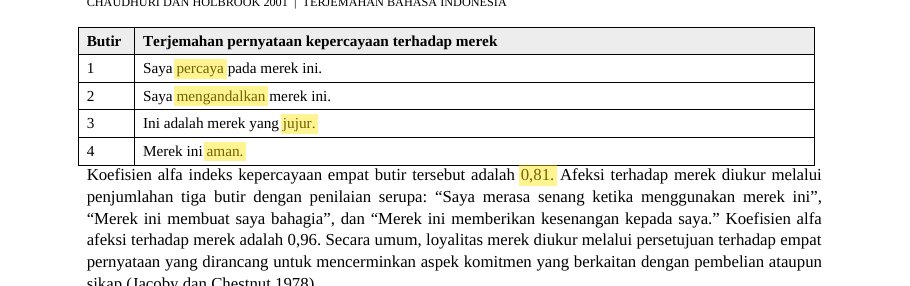 CHAUDHURI DAN HOLBROOK 2001 | TERJEMAHAN BAHASA INDONESIA
Butir Terjemahan pernyataan kepercayaan terhadap merek
1 Saya percaya pada merek ini.
2 Saya mengandalkan merek ini.
3 Ini adalah merek yang jujur.
4 Merek ini aman.
Koefisien alfa indeks kepercayaan empat butir tersebut adalah 0,81. Afeksi terhadap merek diukur melalui
penjumlahan tiga butir dengan penilaian serupa: “Saya merasa senang ketika menggunakan merek ini”,
“Merek ini membuat saya bahagia”, dan “Merek ini memberikan kesenangan kepada saya.” Koefisien alfa
afeksi terhadap merek adalah 0,96. Secara umum, loyalitas merek diukur melalui persetujuan terhadap empat
pernyataan yang dirancang untuk mencerminkan aspek komitmen yang berkaitan dengan pembelian ataupun
sikap (Jacoby dan Chestnut 1978)